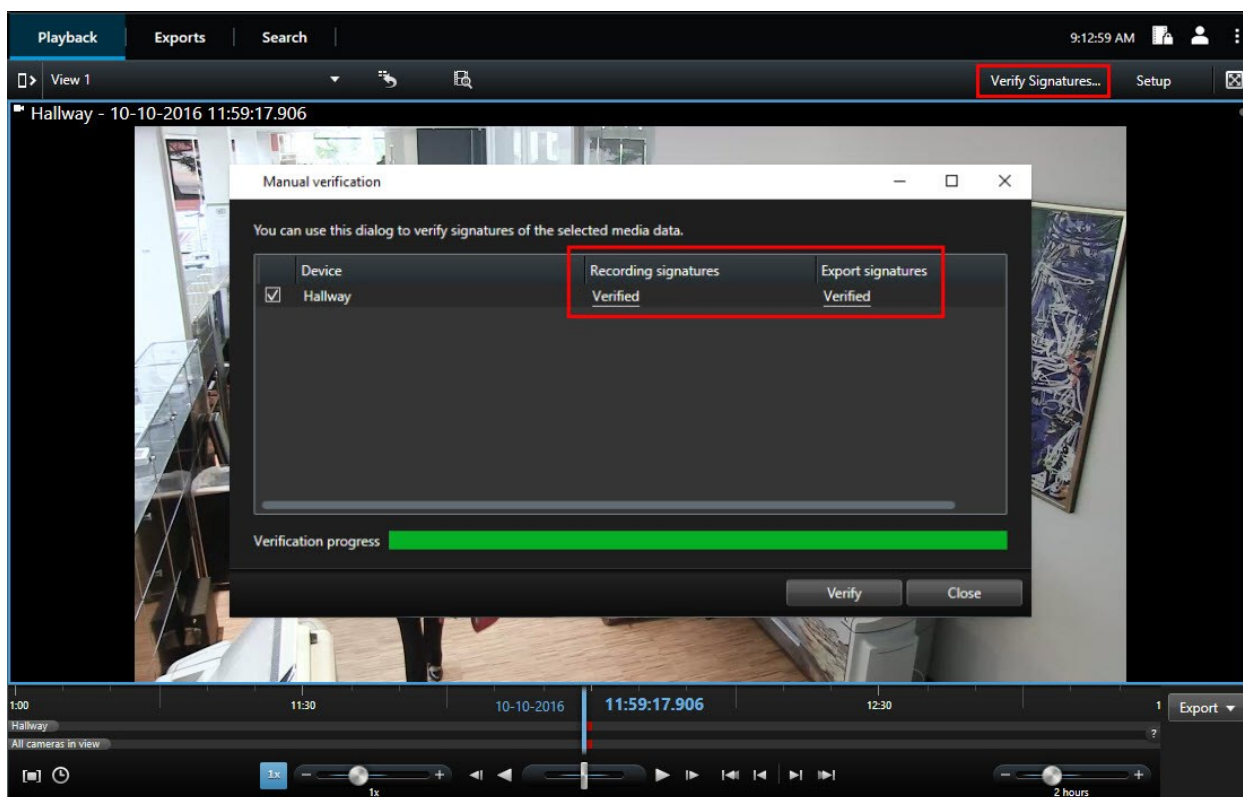 Playback Exports Search 9:12:59 AM
View 1 Verify Signatures... Setup
Hallway - 10-10-2016 11:59:17.906
Manual verification
You can use this dialog to verify signatures of the selected media data.
Device Recording signatures Export signatures
Hallway Verified Verified
Verification progress
Verify Close
1:00 11:30 10-10-2016 11:59:17.906 12:30 1 Export
Hallway
?
All cameras in view
1x
1x 2 hours